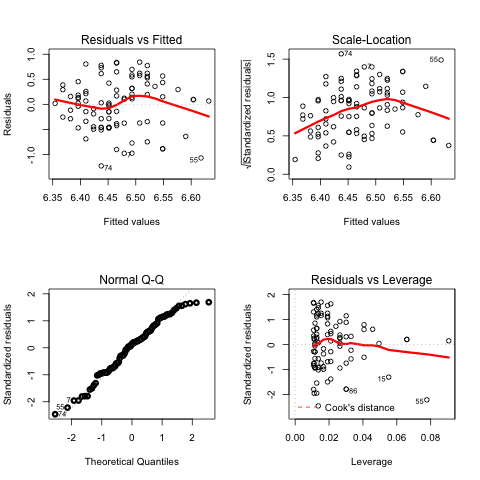 Residuals vs Fitted
Residuals
1.0
0.5
0.0
-1.0
74
55
6.35 6.40 6.45 6.50 6.55 6.60
Fitted values
Scale-Location
√|Standardized residuals|
1.5
1.0
0.5
0.0
74
55
6.35 6.40 6.45 6.50 6.55 6.60
Fitted values
Normal Q-Q
Standardized residuals
2
1
0
-1
-2
55
74
-2 -1 0 1 2
Theoretical Quantiles
Residuals vs Leverage
Standardized residuals
2
1
0
-2
86
15
55
Cook's distance
0.00 0.02 0.04 0.06 0.08
Leverage